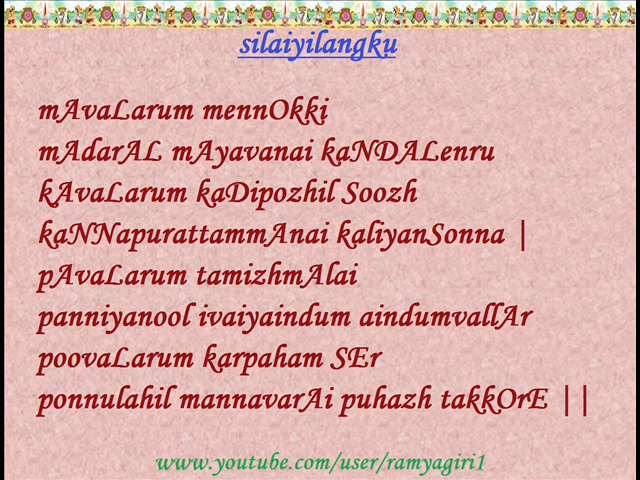 silaiyilangku
mAvaLarum mennOkki
mAdarAL mAyavanai kaNDALenru
kAvaLarum kaDipozhil Soozh
kaNNapurattammAnai kaliyanSonna |
pAvaLarum tamizhmAlai
panniyanool ivaiyaindum aindumvallAr
poovaLarum karpaham SEr
ponnulahil mannavarAi puhazh takkOrE ||
www.youtube.com/user/ramyagiri1